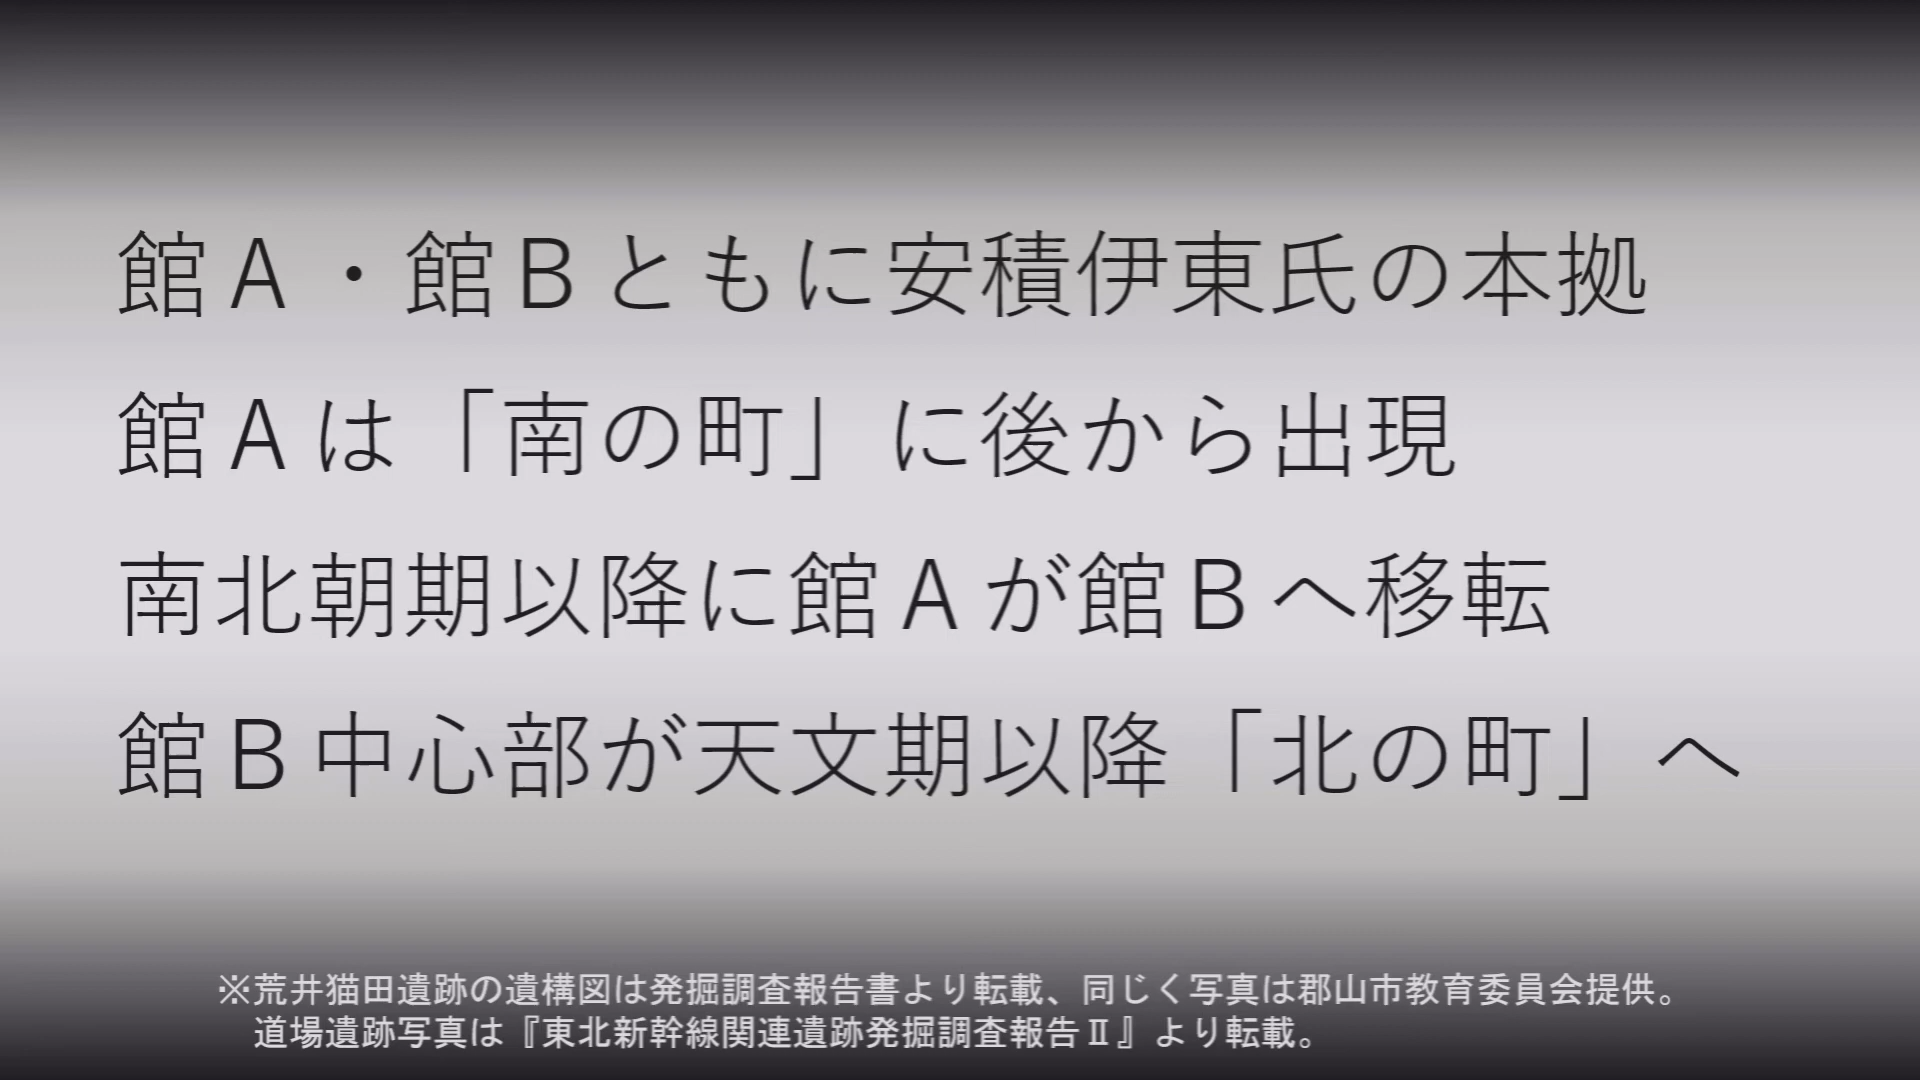 館A・館Bともに安積伊東氏の本拠
館Aは「南の町」に後から出現
南北朝期以降に館Aが館Bへ移転
館B中心部が天文期以降「北の町」へ
※荒井猫田遺跡の遺構図は発掘調査報告書より転載、同じく写真は郡山市教育委員会提供。
道場遺跡写真は『東北新幹線関連遺跡発掘調査報告Ⅱ』より転載。